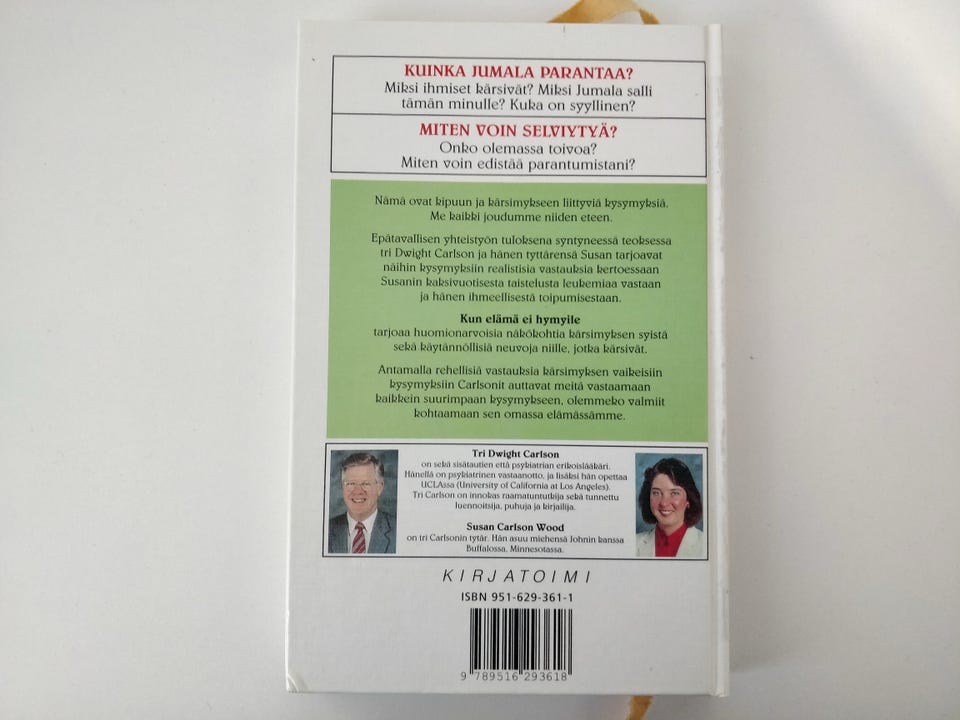 KUINKA JUMALA PARANTAA?
Miksi ihmiset kärsivät? Miksi Jumala salli
tämän minulle? Kuka on syyllinen?
MITEN VOIN SELVIYTYÄ?
Onko olemassa toivoa?
Miten voin edistää parantumistani?
Nämä ovat kipuun ja kärsimykseen liittyviä kysymyksiä.
Me kaikki joudumme niiden eteen.
Epätavallisen yhteistyön tuloksena syntyneessä teoksessa
tri Dwight Carlson ja hänen tyttärensä Susan tarjoavat
näihin kysymyksiin realistisia vastauksia kertoessaan
Susanin kaksivuotisesta taistelusta leukemiaa vastaan
ja hänen ihmeellisestä toipumisestaan.
Kun elämä ei hymyile
tarjoaa huomionarvoisia näkökohtia kärsimyksen syistä
sekä käytännöllisiä neuvoja niille, jotka kärsivät.
Antamalla rehellisiä vastauksia kärsimyksen vaikeisiin
kysymyksiin Carlsonit auttavat meitä vastaamaan
kaikkein suurimpaan kysymykseen, olemmeko valmiit
kohtaamaan sen omassa elämässämme.
Tri Dwight Carlson
on sekä sisätautien että psykiatrian erikoislääkäri.
Hänellä on psykiatrinen vastaanotto, ja lisäksi hän opettaa
UCLAssa (University of California at Los Angeles).
Tri Carlson on innokas raamatuntutkija sekä tunnettu
luennoitsija, puhuja ja kirjailija.
Susan Carlson Wood
on tri Carlsonin tytär. Hän asuu miehensä Johnin kanssa
Buffalossa, Minnesotassa.
KIRJATOIMI
ISBN 951-629-361-1
9 789516 293618